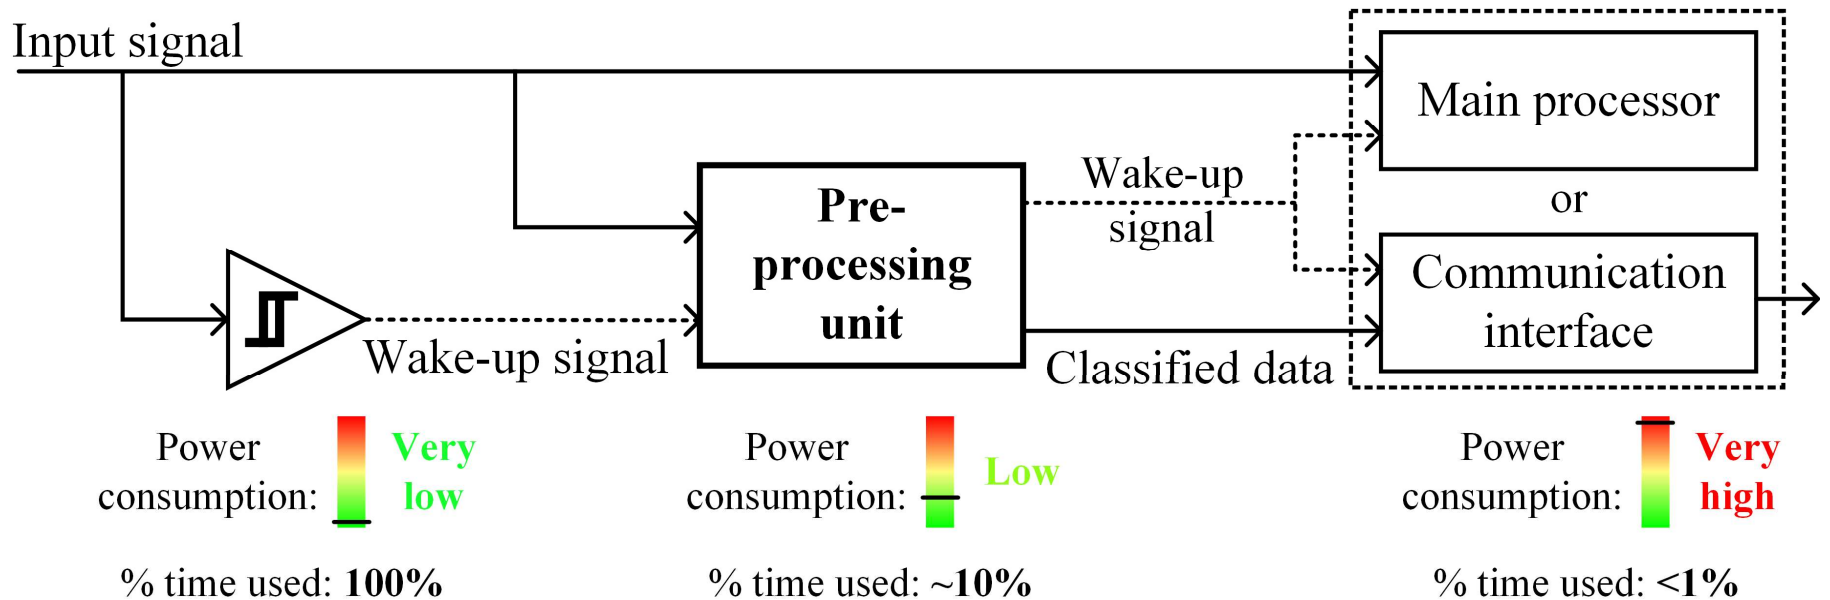 Input signal
Main processor
Wake-up
signal
or
Pre-
processing
unit
Communication
interface
Wake-up signal
Classified data
Power
consumption:
Very
low
Power
consumption:
Low
Power
consumption:
Very
high
% time used: 100%
% time used: ~10%
% time used: <1%